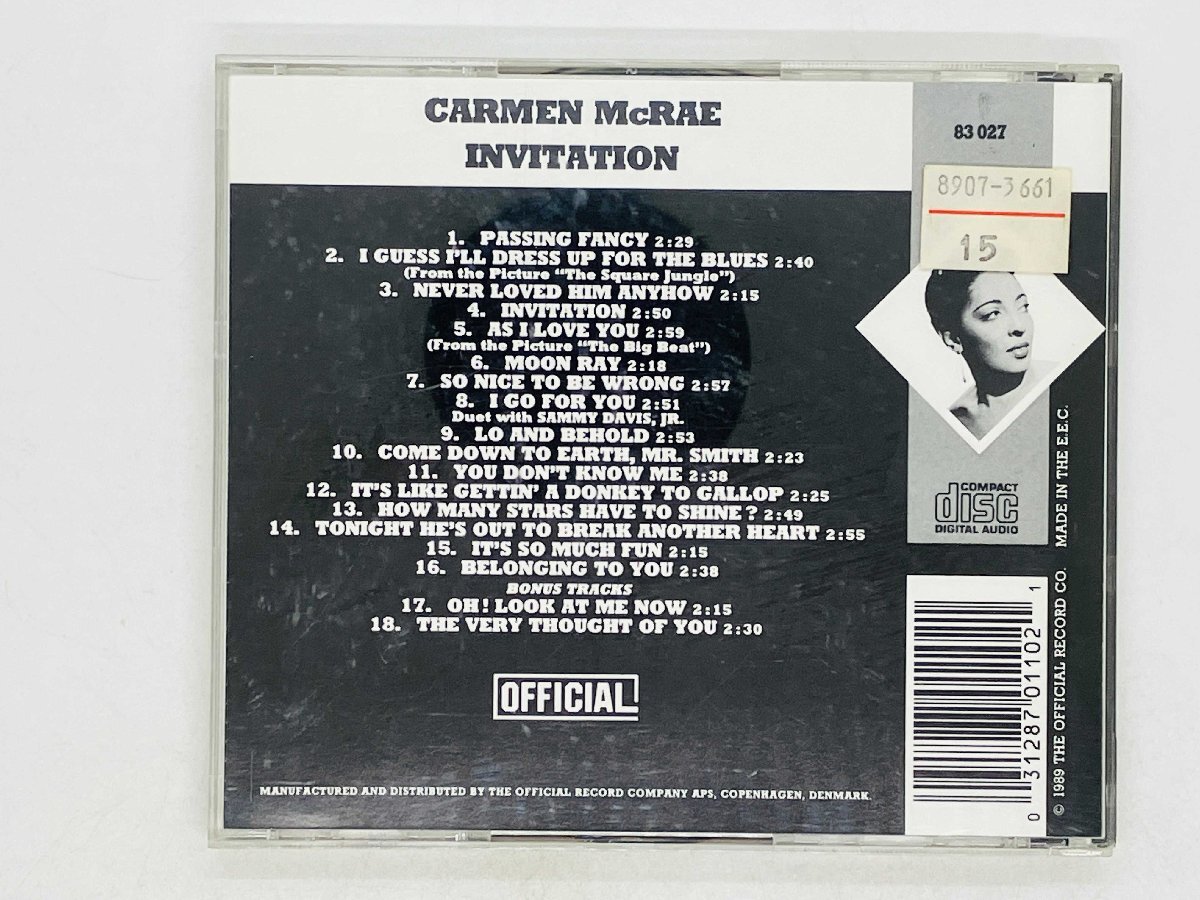 CARMEN McRAE
INVITATION
83 027
8907-3661
15
1. PASSING FANCY 2:29
2. I GUESS I'LL DRESS UP FOR THE BLUES 2:40
(From the Picture "The Square Jungle")
3. NEVER LOVED HIM ANYHOW 2:15
4. INVITATION 2:50
5. AS I LOVE YOU 2:59
(From the Picture "The Big Beat")
6. MOON RAY 2:18
7. SO NICE TO BE WRONG 2:57
8. I GO FOR YOU 2:51
Duet with SAMMY DAVIS, JR.
9. LO AND BEHOLD 2:53
10. COME DOWN TO EARTH, MR. SMITH 2:23
11. YOU DON'T KNOW ME 2:38
12. IT'S LIKE GETTIN' A DONKEY TO GALLOP 2:25
13. HOW MANY STARS HAVE TO SHINE? 2:49
14. TONIGHT HE'S OUT TO BREAK ANOTHER HEART 2:55
15. IT'S SO MUCH FUN 2:15
16. BELONGING TO YOU 2:38
BONUS TRACKS
17. OH! LOOK AT ME NOW 2:15
18. THE VERY THOUGHT OF YOU 2:30
OFFICIAL
MANUFACTURED AND DISTRIBUTED BY THE OFFICIAL RECORD COMPANY APS, COPENHAGEN, DENMARK.
COMPACT
disc
DIGITAL AUDIO
0 31287 01102 1
© 1989 THE OFFICIAL RECORD CO. MADE IN THE E.E.C.